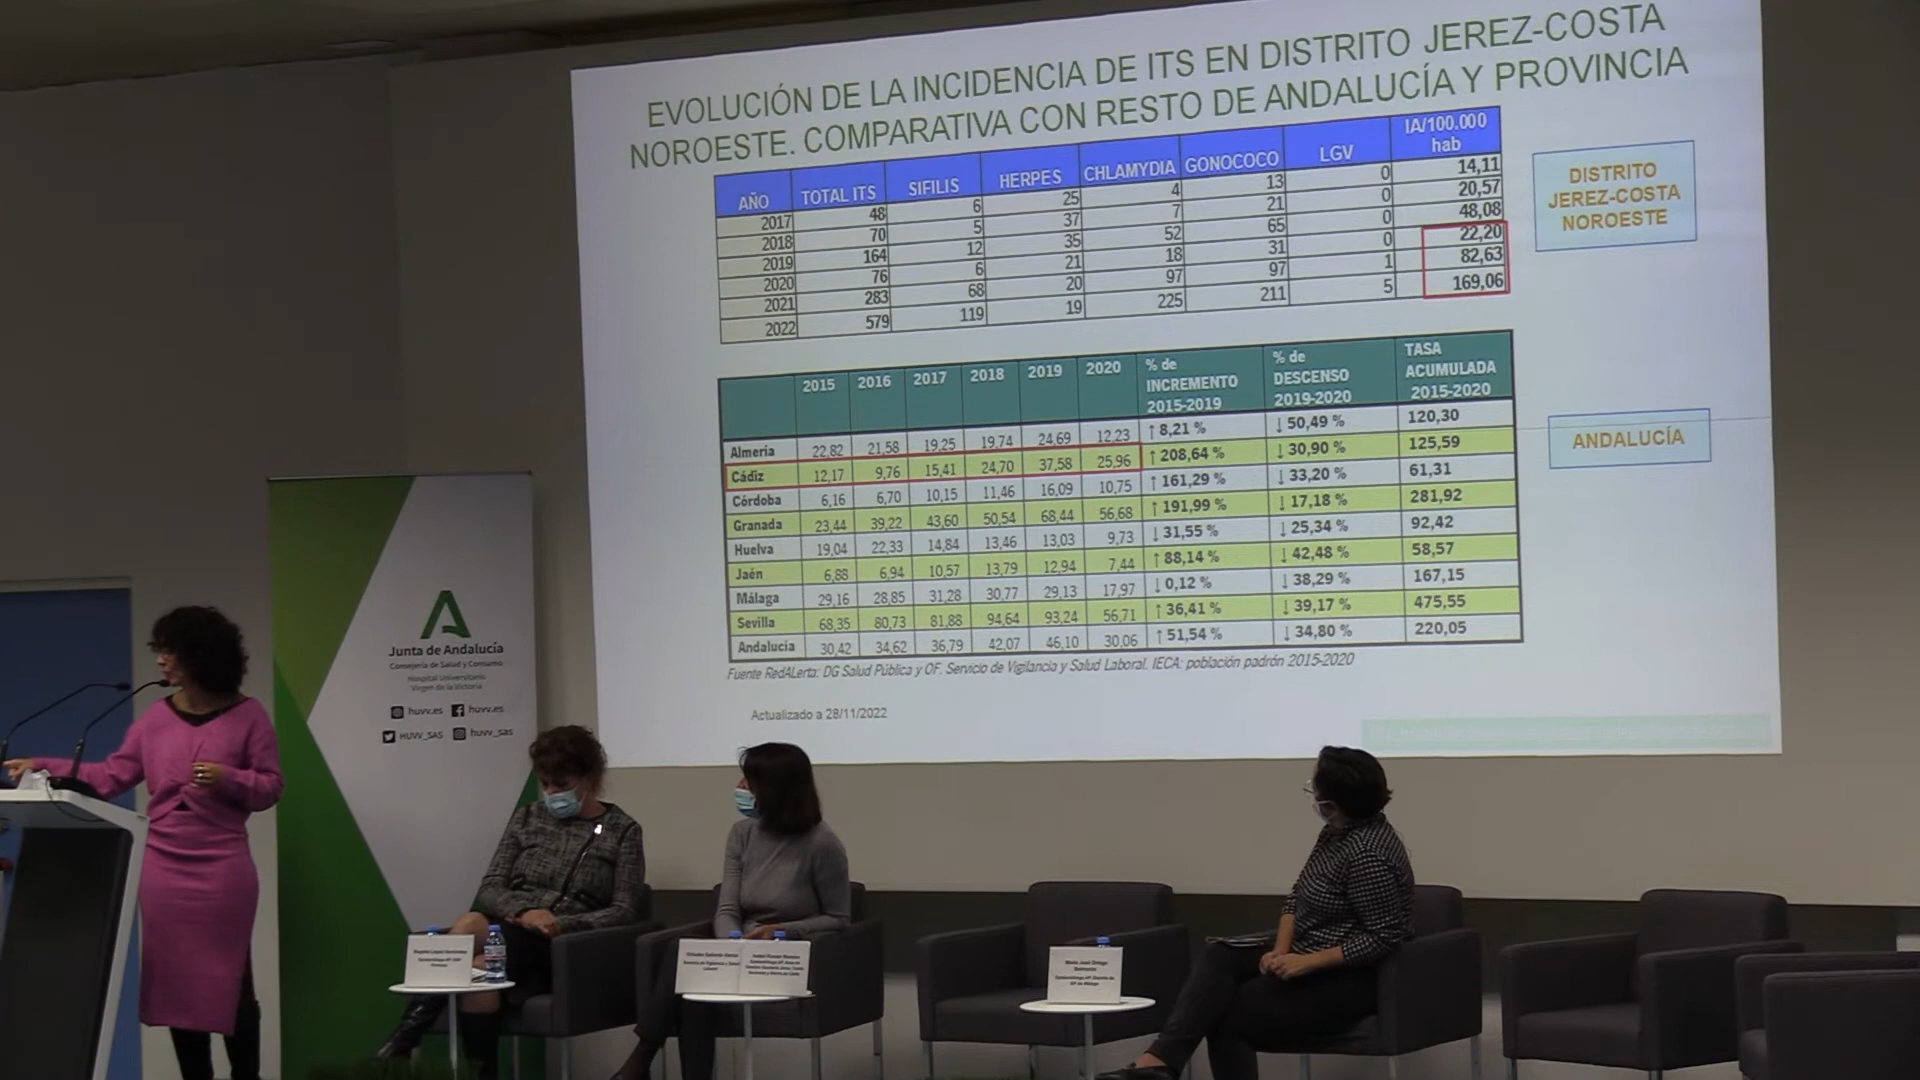 EVOLUCIÓN DE LA INCIDENCIA DE ITS EN DISTRITO JEREZ-COSTA
NOROESTE. COMPARATIVA CON RESTO DE ANDALUCÍA Y PROVINCIA
AÑO TOTAL ITS SIFILIS HERPES CHLAMYDIA GONOCOCO LGV IA/100.000 hab
2017 48 6 25 4 13 0 14,11
2018 70 5 37 7 21 0 20,57
2019 164 12 35 52 65 0 48,08
2020 76 6 21 18 31 0 22,20
2021 283 68 20 97 97 1 82,63
2022 579 119 19 225 211 5 169,06
DISTRITO
JEREZ-COSTA
NOROESTE
2015 2016 2017 2018 2019 2020 % de INCREMENTO 2015-2019 % de DESCENSO 2019-2020 TASA ACUMULADA 2015-2020
Almería 22,82 21,58 19,25 19,74 24,69 12,23 ↑ 8,21 % ↓ 50,49 % 120,30
Cádiz 12,17 9,76 15,41 24,70 37,58 25,96 ↑ 208,64 % ↓ 30,90 % 125,59
Córdoba 6,16 6,70 10,15 11,46 16,09 10,75 ↑ 161,29 % ↓ 33,20 % 61,31
Granada 23,44 39,22 43,60 50,54 68,44 56,68 ↑ 191,99 % ↓ 17,18 % 281,92
Huelva 19,04 22,33 14,84 13,46 13,03 9,73 ↓ 31,55 % ↓ 25,34 % 92,42
Jaén 6,88 6,94 10,57 13,79 12,94 7,44 ↑ 88,14 % ↓ 42,48 % 58,57
Málaga 29,16 28,85 31,28 30,77 29,13 17,97 ↓ 0,12 % ↓ 38,29 % 167,15
Sevilla 68,35 80,73 81,88 94,64 93,24 56,71 ↑ 36,41 % ↓ 39,17 % 475,55
Andalucía 30,42 34,62 36,79 42,07 46,10 30,06 ↑ 51,54 % ↓ 34,80 % 220,05
ANDALUCÍA
Fuente RedAlerta: DG Salud Pública y OF. Servicio de Vigilancia y Salud Laboral. IECA: población padrón 2015-2020
Actualizado a 28/11/2022
Junta de Andalucía
Consejería de Salud y Consumo
Hospital Universitario
Virgen de la Victoria
huvv.es huvv.es
HUVV_SAS huvv_sas